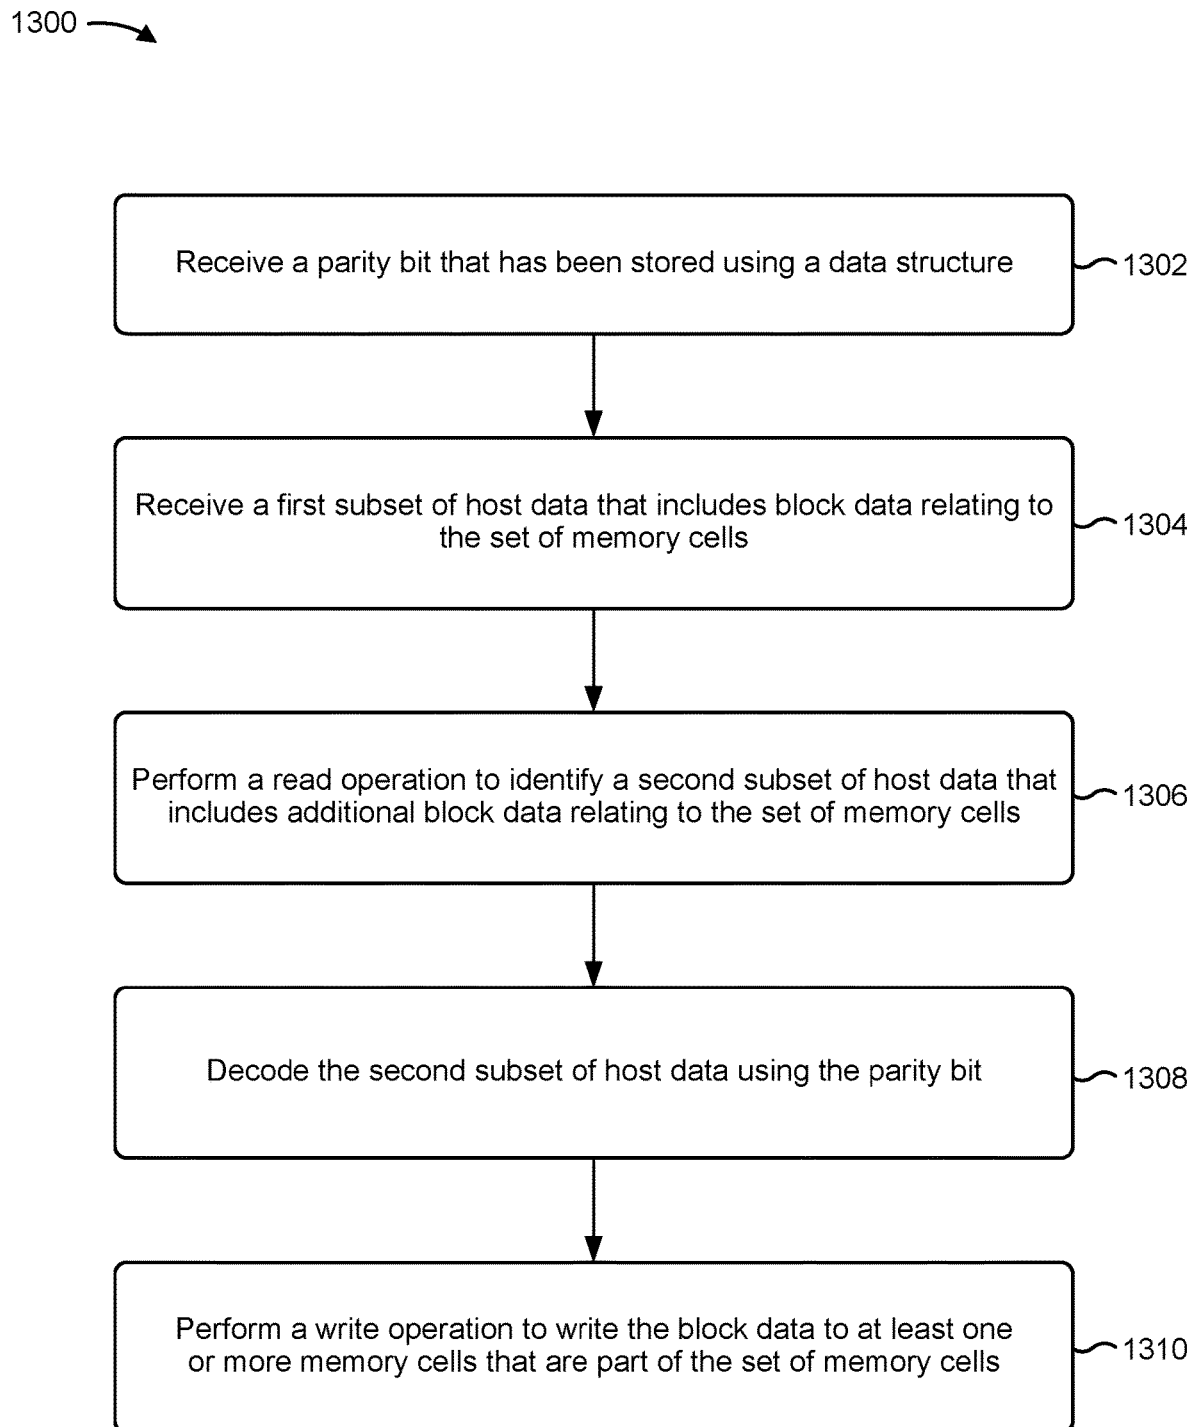 1300
Receive a parity bit that has been stored using a data structure
1302
Receive a first subset of host data that includes block data relating to
the set of memory cells
1304
Perform a read operation to identify a second subset of host data that
includes additional block data relating to the set of memory cells
1306
Decode the second subset of host data using the parity bit
1308
Perform a write operation to write the block data to at least one
or more memory cells that are part of the set of memory cells
1310